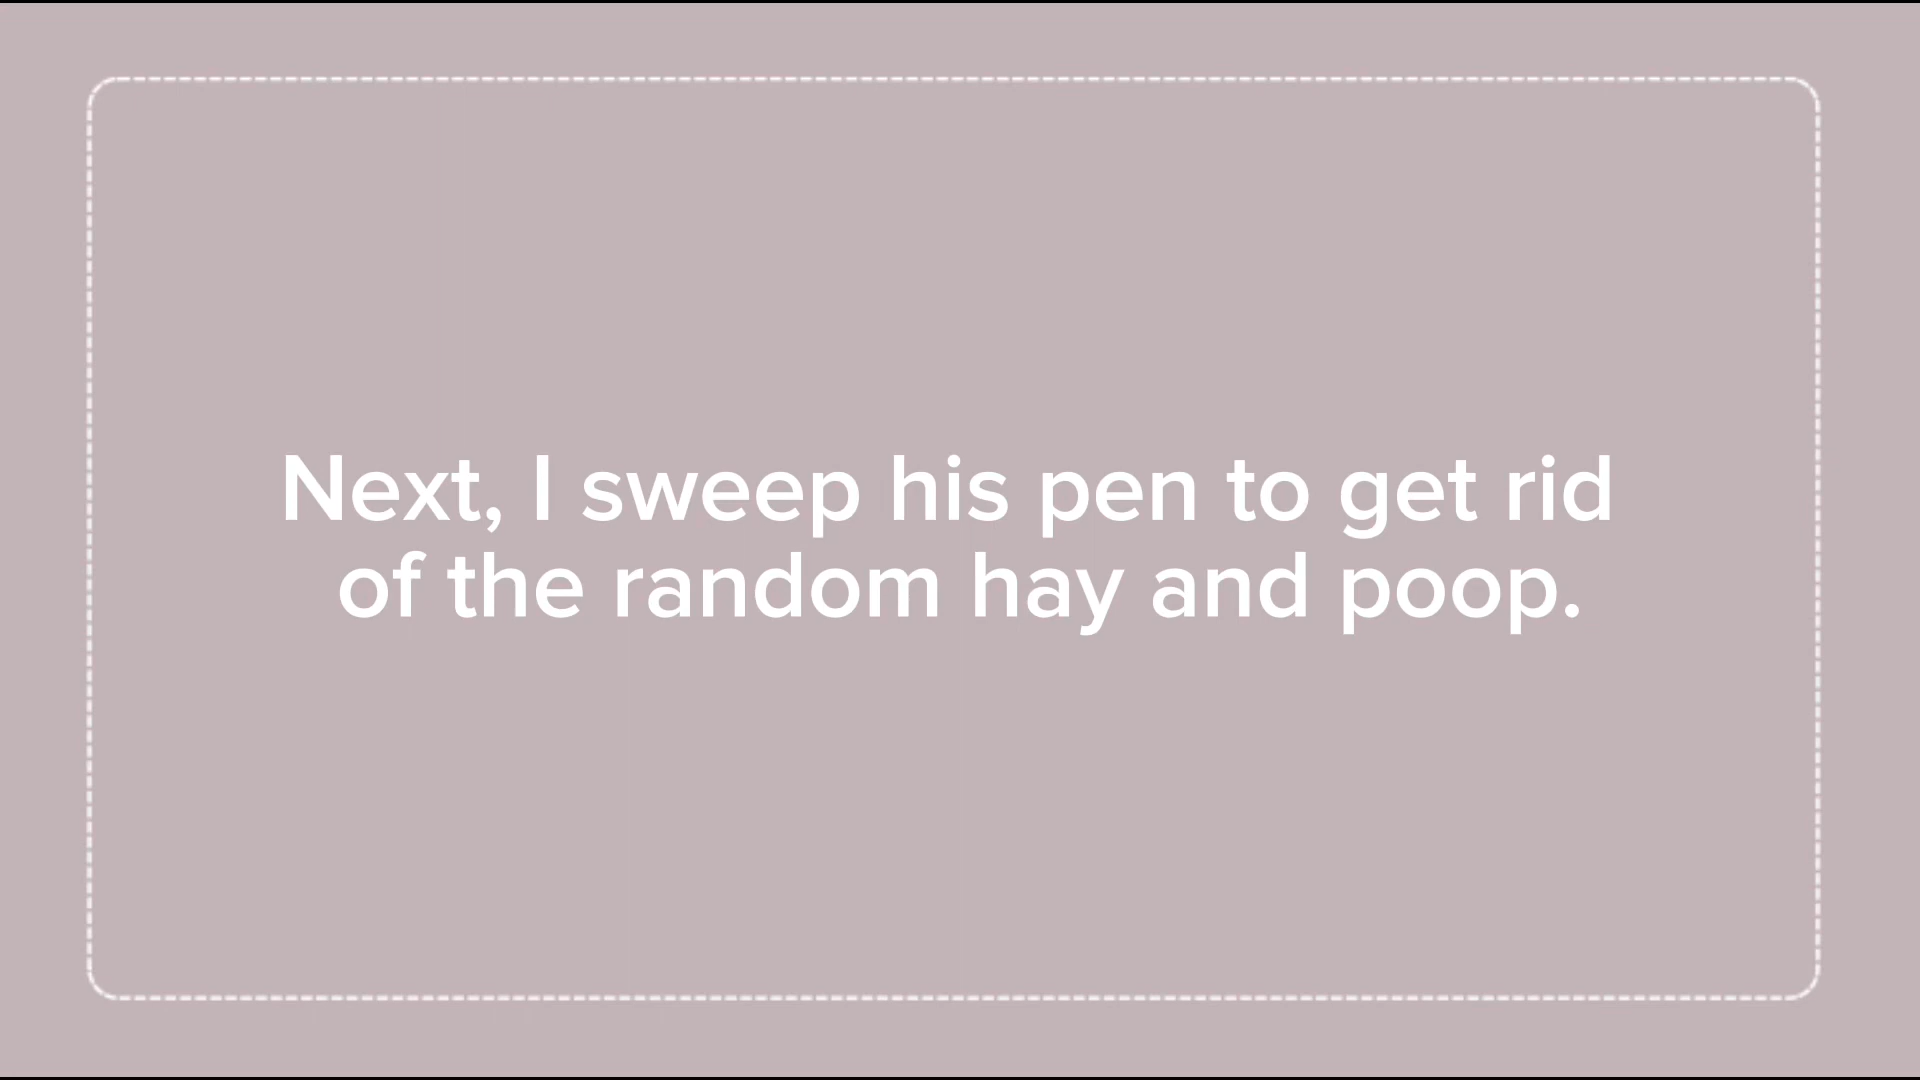 Next, I sweep his pen to get rid
of the random hay and poop.